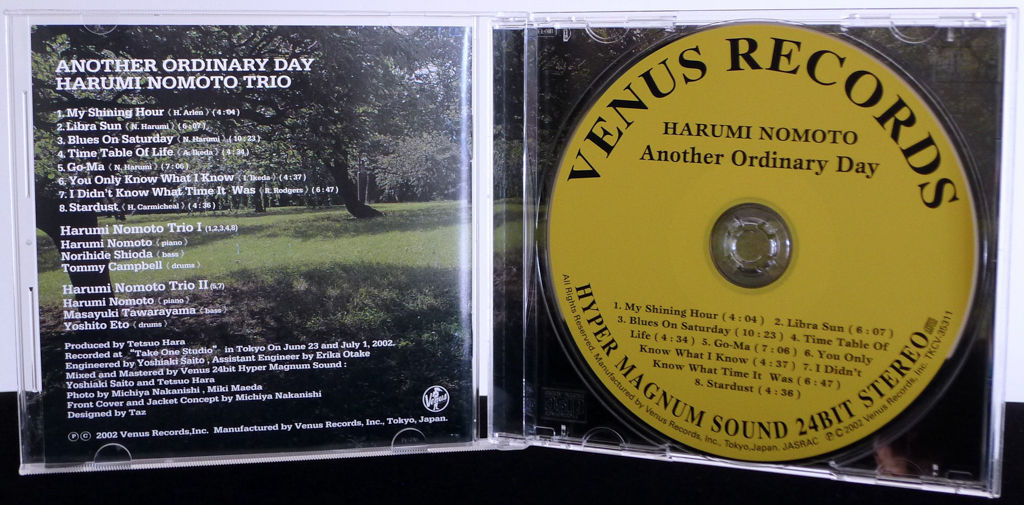 ANOTHER ORDINARY DAY
HARUMI NOMOTO TRIO
1. My Shining Hour ( H. Arlen ) ( 4 : 04 )
2. Libra Sun ( N. Harumi ) ( 6 : 07 )
3. Blues On Saturday ( N. Harumi ) ( 10 : 23 )
4. Time Table Of Life ( A. Ikeda ) ( 4 : 34 )
5. Go-Ma ( N. Harumi ) ( 7 : 06 )
6. You Only Know What I Know ( I. Ikeda ) ( 4 : 37 )
7. I Didn't Know What Time It Was ( R. Rodgers ) ( 6 : 47 )
8. Stardust ( H. Carmicheal ) ( 4 : 36 )
Harumi Nomoto Trio I (1,2,3,4,8)
Harumi Nomoto ( piano )
Norihide Shioda ( bass )
Tommy Campbell ( drums )
Harumi Nomoto Trio II (5,7)
Harumi Nomoto ( piano )
Masayuki Tawarayama ( bass )
Yoshito Eto ( drums )
Produced by Tetsuo Hara
Recorded at "Take One Studio" in Tokyo On June 23 and July 1, 2002.
Engineered by Yoshiaki Saito , Assistant Engineer by Erika Otake
Mixed and Mastered by Venus 24bit Hyper Magnum Sound :
Yoshiaki Saito and Tetsuo Hara
Photo by Michiya Nakanishi , Miki Maeda
Front Cover and Jacket Concept by Michiya Nakanishi
Designed by Taz
Venus
Ⓟ © 2002 Venus Records,Inc. Manufactured by Venus Records, Inc., Tokyo, Japan.
VENUS RECORDS
HARUMI NOMOTO
Another Ordinary Day
1. My Shining Hour ( 4 : 04 ) 2. Libra Sun ( 6 : 07 )
3. Blues On Saturday ( 10 : 23 ) 4. Time Table Of
Life ( 4 : 34 ) 5. Go-Ma ( 7 : 06 ) 6. You Only
Know What I Know ( 4 : 37 ) 7. I Didn't
Know What Time It Was ( 6 : 47 )
8. Stardust ( 4 : 36 )
HYPER MAGNUM SOUND 24BIT STEREO
All Rights Reserved. Manufactured by Venus Records, Inc., Tokyo, Japan. JASRAC Ⓟ © 2002 Venus Records, Inc. TKCV-35311